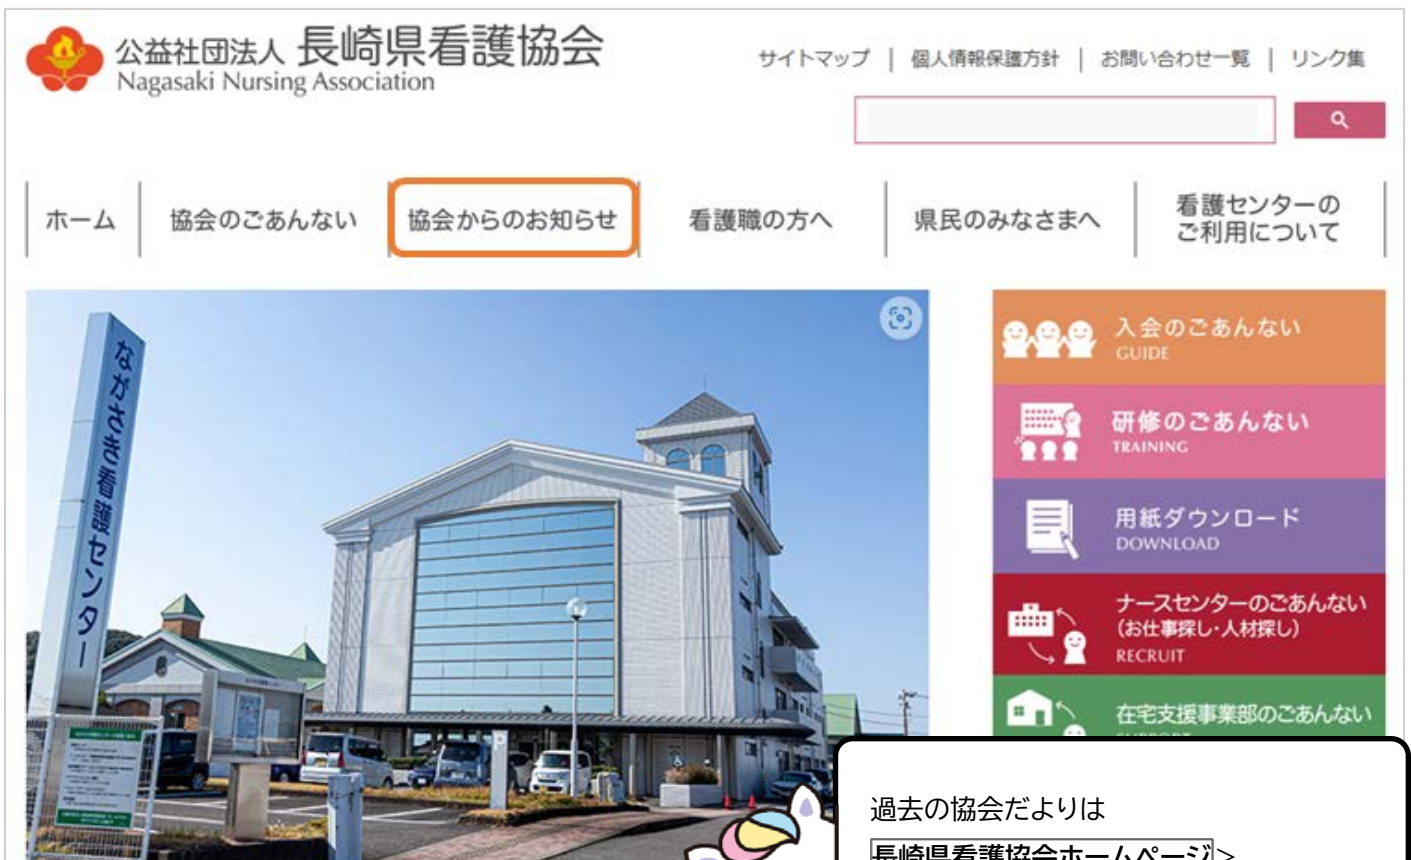 公益社団法人 長崎県看護協会
Nagasaki Nursing Association
サイトマップ | 個人情報保護方針 | お問い合わせ一覧 | リンク集
ホーム
協会のごあんない
協会からのお知らせ
看護職の方へ
県民のみなさまへ
看護センターの
ご利用について
ながさき看護センター
P
入会のごあんない
GUIDE
研修のごあんない
TRAINING
用紙ダウンロード
DOWNLOAD
ナースセンターのごあんない
(お仕事探し・人材探し)
RECRUIT
在宅支援事業部のごあんない
SUPPORT
過去の協会だよりは
長崎県看護協会ホームページ>